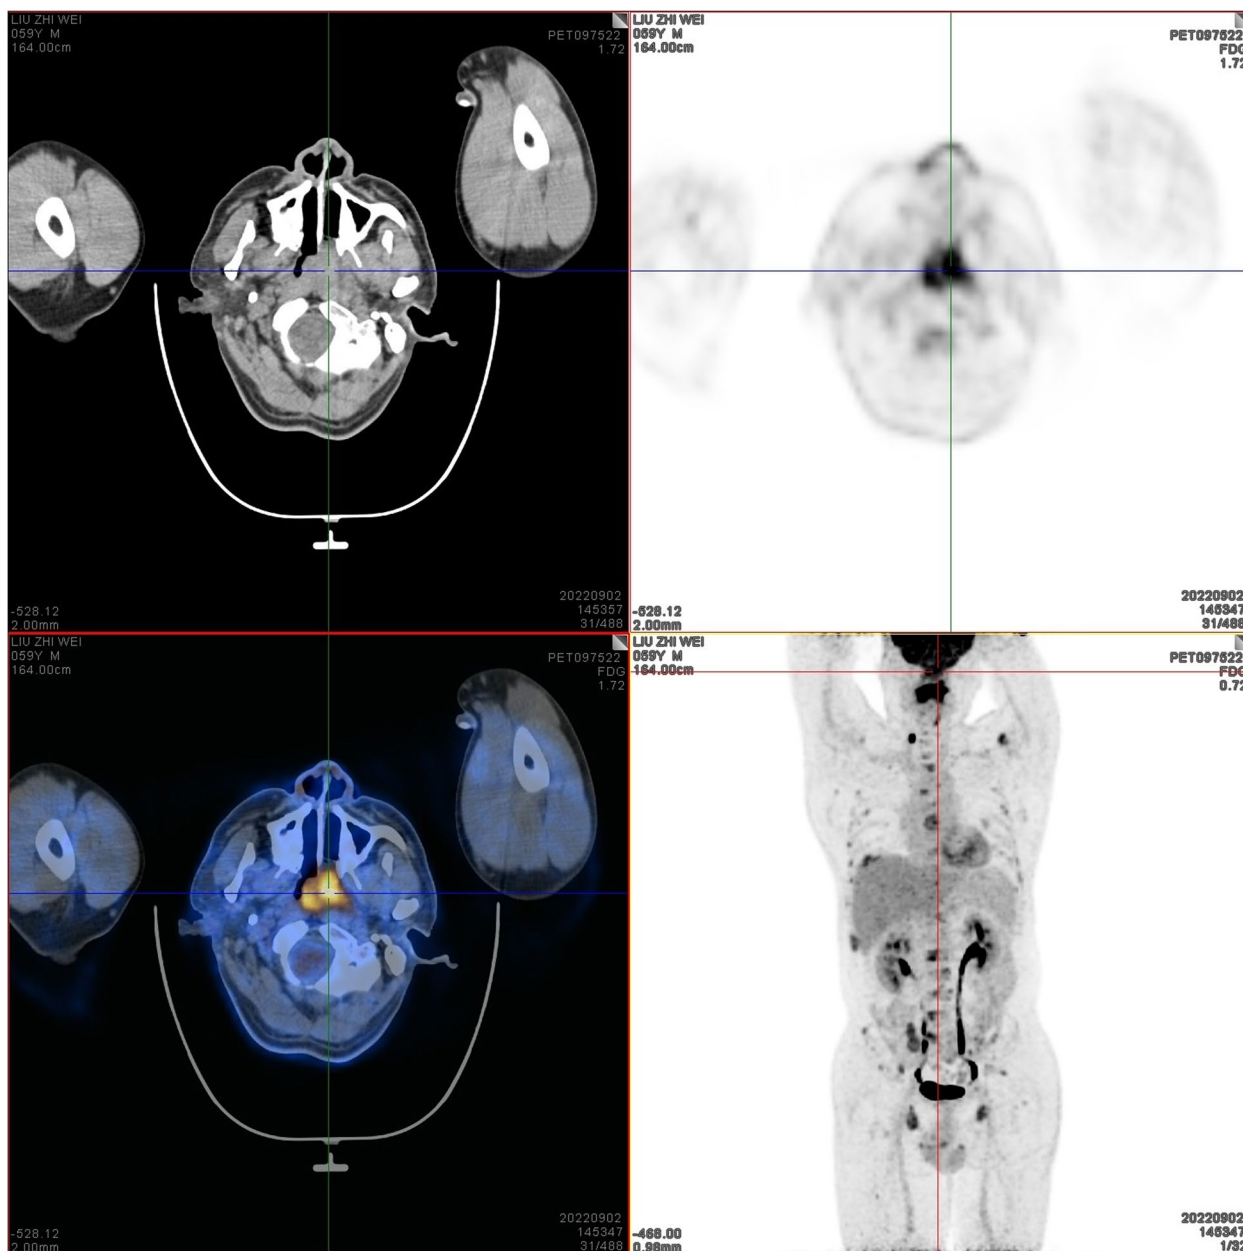 LIU ZHI WEI
059Y M
164.00cm
PET097522
1.72
-528.12
2.00mm
20220902
145357
31/488
LIU ZHI WEI
059Y M
164.00cm
PET097522
FDG
1.72
-528.12
2.00mm
20220902
145347
31/488
LIU ZHI WEI
059Y M
164.00cm
PET097522
FDG
1.72
-528.12
2.00mm
20220902
145347
31/488
LIU ZHI WEI
059Y M
164.00cm
PET097522
FDG
0.72
-468.00
0.98mm
20220902
145347
1/32